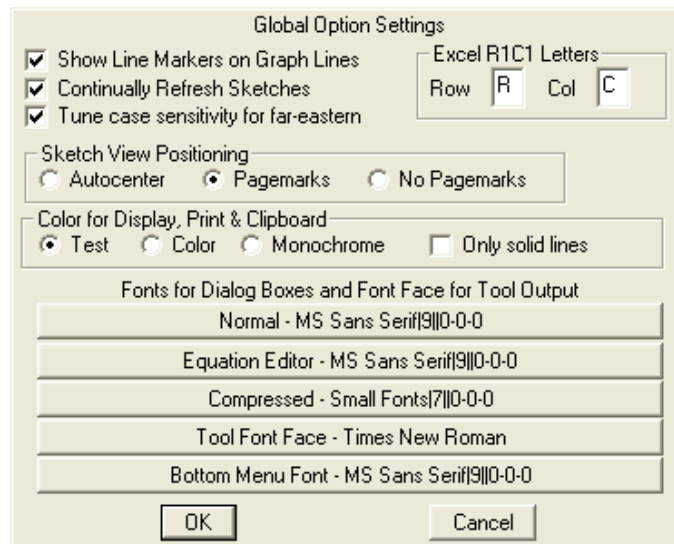 Global Option Settings
Show Line Markers on Graph Lines
Continually Refresh Sketches
Tune case sensitivity for far-eastern
Excel R1C1 Letters
Row R Col C
Sketch View Positioning
Autocenter Pagemarks No Pagemarks
Color for Display, Print & Clipboard
Test Color Monochrome Only solid lines
Fonts for Dialog Boxes and Font Face for Tool Output
Normal - MS Sans Serif|9||0-0-0
Equation Editor - MS Sans Serif|9||0-0-0
Compressed - Small Fonts|7||0-0-0
Tool Font Face - Times New Roman
Bottom Menu Font - MS Sans Serif|9||0-0-0
OK Cancel